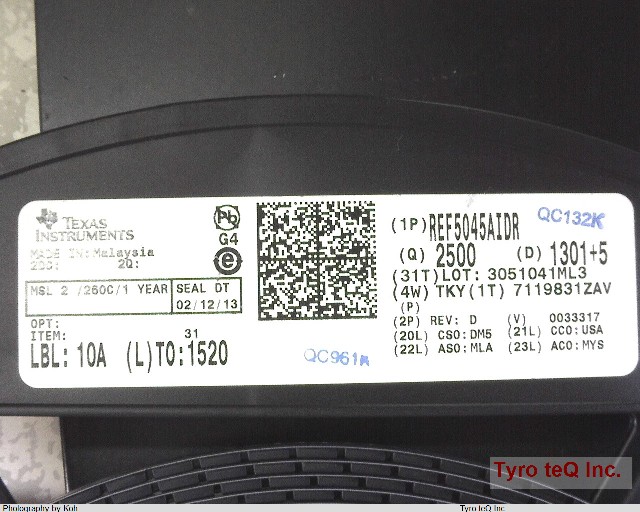 TEXAS
INSTRUMENTS
MADE IN: Malaysia
2DC: 2Q:
MSL 2 /260C/1 YEAR
SEAL DT
02/12/13
OPT:
ITEM: 31
LBL: 10A (L)TO:1520
Pb
G4
e
QC961A
(1P) REF5045AIDR
QC132K
(Q) 2500 (D) 1301+5
(31T) LOT: 3051041ML3
(4W) TKY (1T) 7119831ZAV
(P)
(2P) REV: D (V) 0033317
(20L) CSO: DM5 (21L) CCO: USA
(22L) ASO: MLA (23L) ACO: MYS
Tyro teQ Inc.
Photography by Koh
Tyro teQ Inc